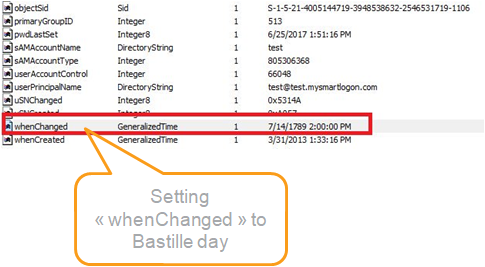 objectSid Sid 1 S-1-5-21-4005144719-3948538632-2546531719-1106
primaryGroupID Integer 1 513
pwdLastSet Integer8 1 6/25/2017 1:51:16 PM
sAMAccountName DirectoryString 1 test
sAMAccountType Integer 1 805306368
userAccountControl Integer 1 66048
userPrincipalName DirectoryString 1 test@test.mysmartlogon.com
uSNChanged Integer8 1 0x5314A
Integer8 1
whenChanged GeneralizedTime 1 7/14/1789 2:00:00 PM
whenCreated GeneralizedTime 1 3/31/2013 1:33:16 PM
Setting
« whenChanged » to
Bastille day